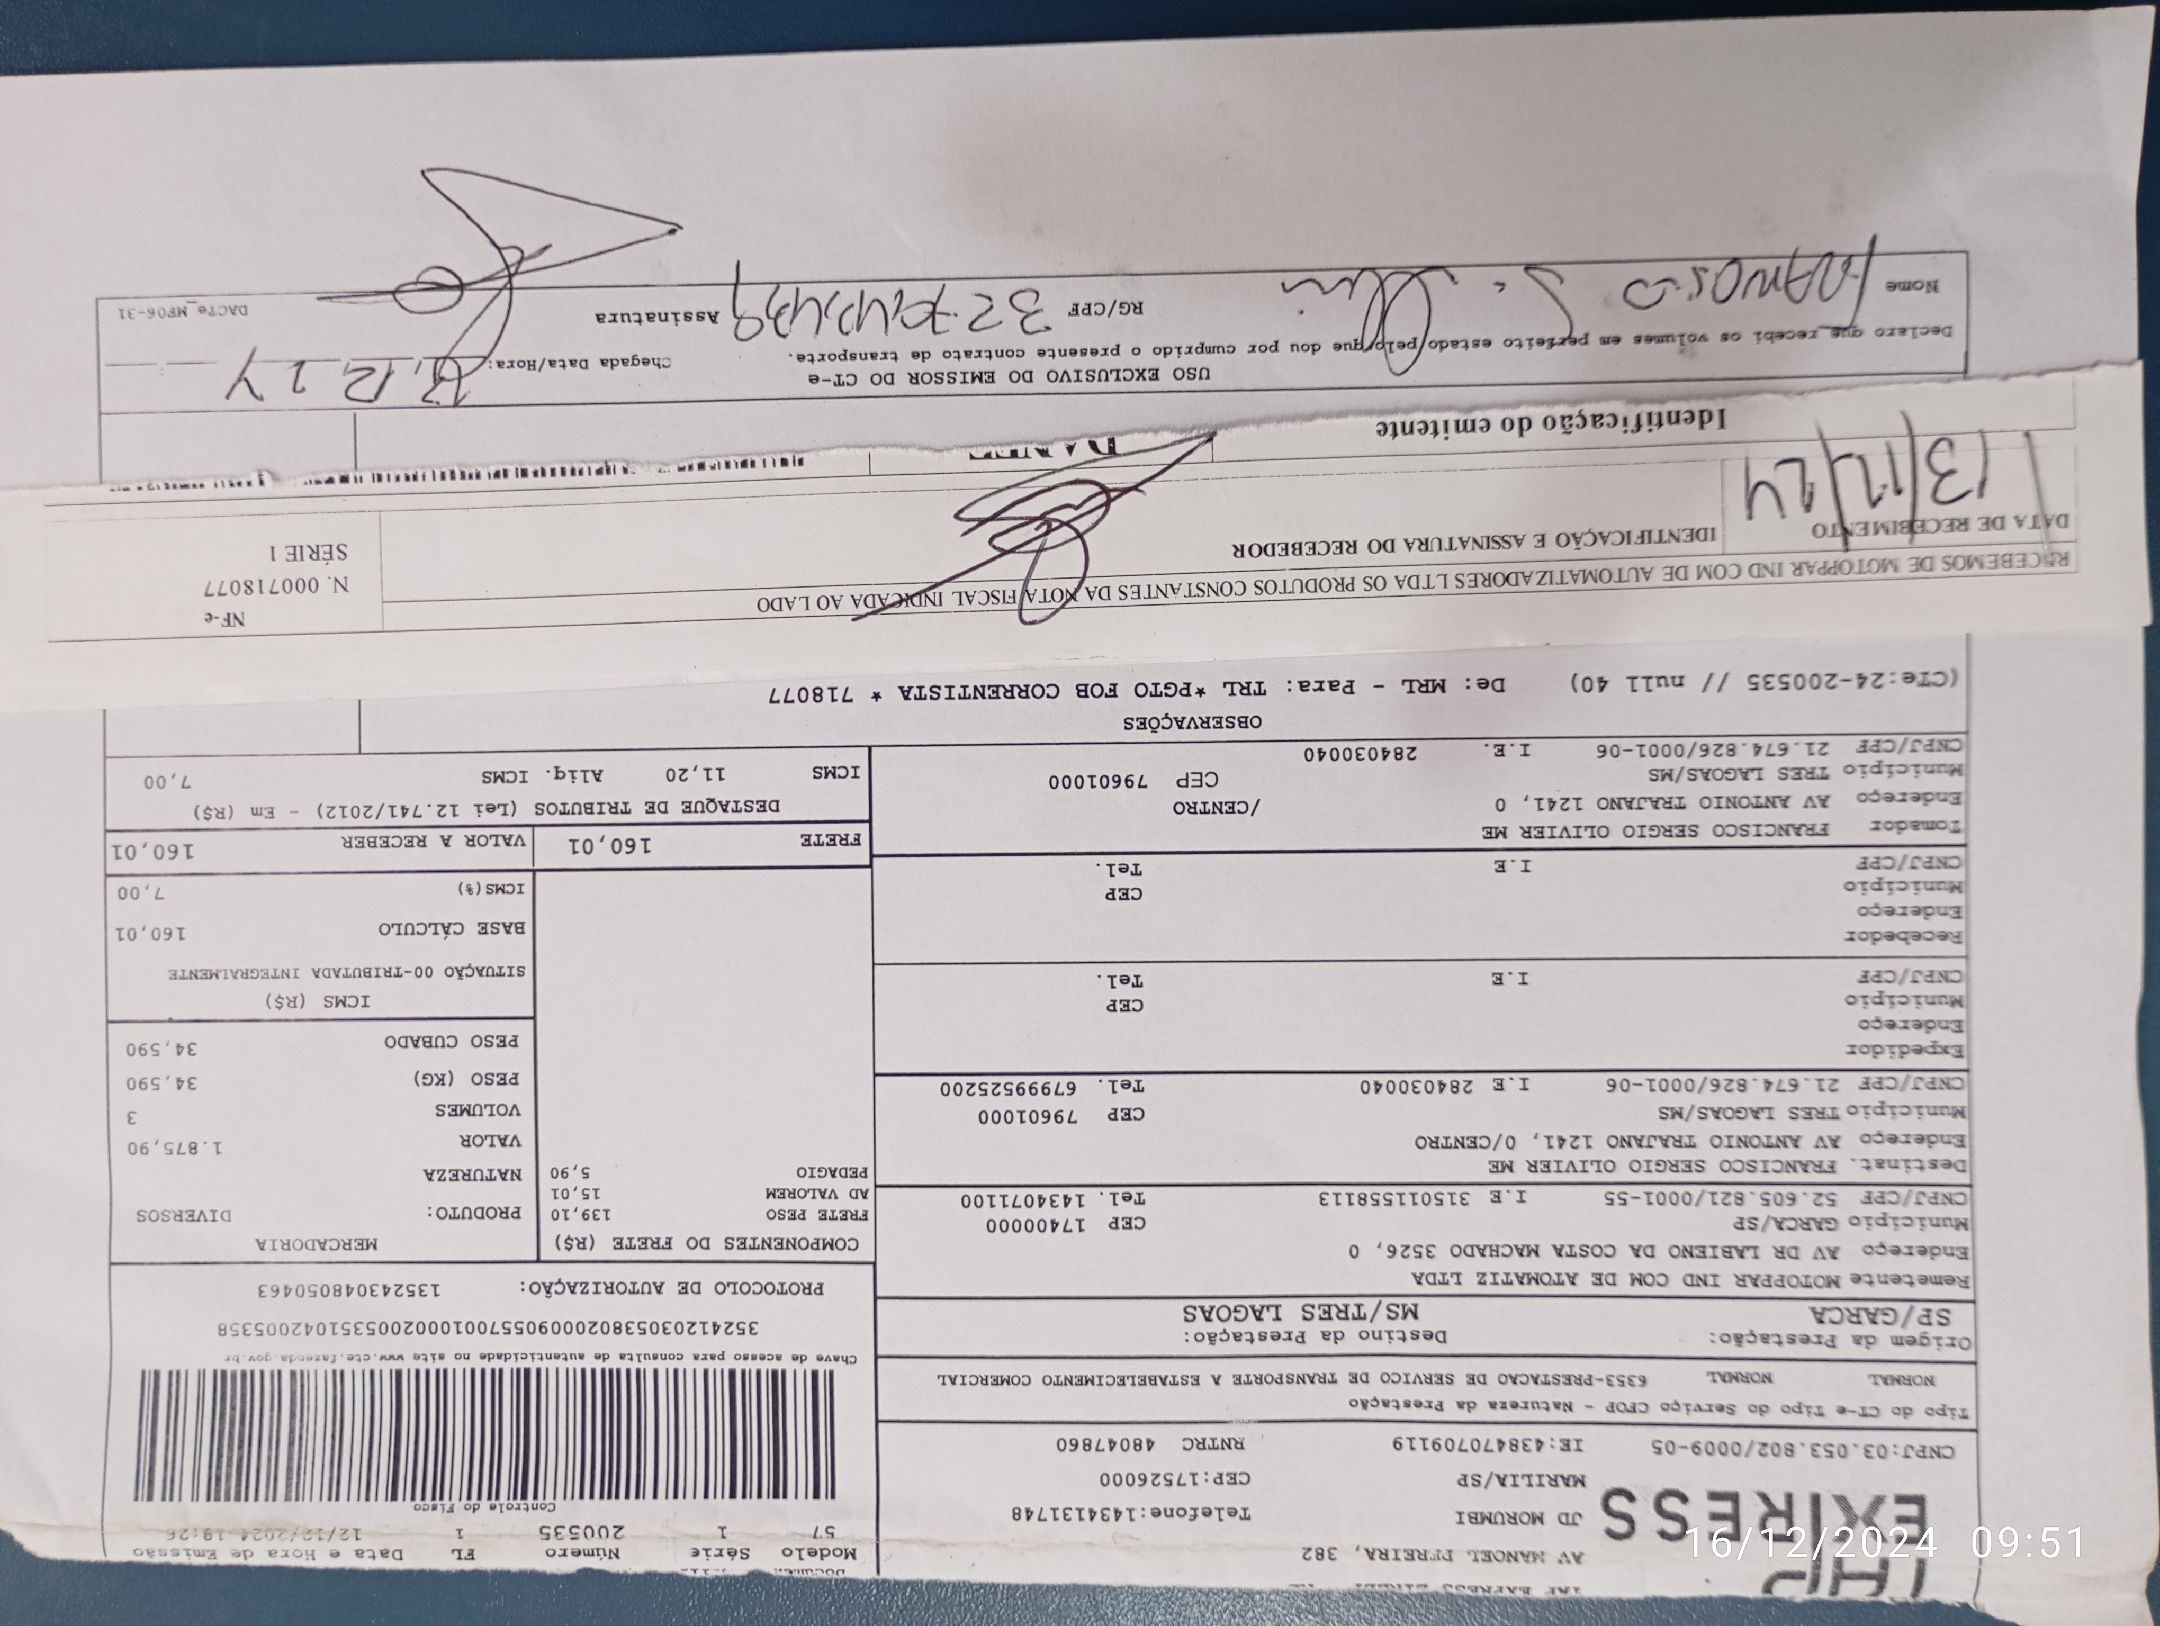 EXPRESS
AV MANOEL PEREIRA, 382
JD MORUMBI Telefone:1434131748
MARILIA/SP CEP:17526000
CNPJ:03.053.802/0009-05 IE:438470709119 RNTRC 48047860
Modelo Série Número FL Data e Hora de Emissão
57 1 200535 1 12/12/2024 18:26
Controle do Fisco
Chave de acesso para consulta de autenticidade no site www.cte.fazenda.gov.br
35241203053802000905570010002005351042005358
PROTOCOLO DE AUTORIZAÇÃO: 135243048050463
Tipo do CT-e Tipo do Serviço CFOP - Natureza da Prestação
NORMAL NORMAL 6353-PRESTACAO DE SERVICO DE TRANSPORTE A ESTABELECIMENTO COMERCIAL
Origem da Prestação: Destino da Prestação:
SP/GARCA MS/TRES LAGOAS
Remetente MOTOPPAR IND COM DE ATOMATIZ LTDA
Endereço AV DR LABIENO DA COSTA MACHADO 3526, 0
Município GARCA/SP CEP 17400000
CNPJ/CPF 52.605.821/0001-55 I.E 315011558113 Tel. 1434071100
Destinat. FRANCISCO SERGIO OLIVIER ME
Endereço AV ANTONIO TRAJANO 1241, 0/CENTRO
Município TRES LAGOAS/MS CEP 79601000
CNPJ/CPF 21.674.826/0001-06 I.E 284030040 Tel. 67999525200
Expedidor
Endereço
Município CEP
CNPJ/CPF I.E Tel.
Recebedor
Endereço
Município CEP
CNPJ/CPF I.E Tel.
Tomador FRANCISCO SERGIO OLIVIER ME
Endereço AV ANTONIO TRAJANO 1241, 0 /CENTRO
Município TRES LAGOAS/MS CEP 79601000
CNPJ/CPF 21.674.826/0001-06 I.E. 284030040
COMPONENTES DO FRETE (R$)
FRETE PESO 139,10
AD VALOREM 15,01
PEDAGIO 5,90
MERCADORIA
PRODUTO: DIVERSOS
NATUREZA
VALOR 1.875,90
VOLUMES 3
PESO (KG) 34,590
PESO CUBADO 34,590
ICMS (R$)
SITUAÇÃO 00-TRIBUTADA INTEGRALMENTE
BASE CÁLCULO 160,01
ICMS(%) 7,00
FRETE 160,01 VALOR A RECEBER 160,01
DESTAQUE DE TRIBUTOS (Lei 12.741/2012) - Em (R$)
ICMS 11,20 Aliq. ICMS 7,00
OBSERVAÇÕES
(CTe:24-200535 // null 40) De: MRL - Para: TRL *PGTO FOB CORRENTISTA * 718077
RECEBEMOS DE MOTOPPAR IND COM DE AUTOMATIZADORES LTDA OS PRODUTOS CONSTANTES DA NOTA FISCAL INDICADA AO LADO
NF-e
N. 000718077
SÉRIE 1
DATA DE RECEBIMENTO IDENTIFICAÇÃO E ASSINATURA DO RECEBEDOR
13/12/24
Identificação do emitente
USO EXCLUSIVO DO EMISSOR DO CT-e
Chegada Data/Hora: 13.12.24
Declaro que recebi os volumes em perfeito estado pelo que dou por cumprido o presente contrato de transporte.
Nome RG/CPF Assinatura
DACTe_MP06-31
16/12/2024 09:51